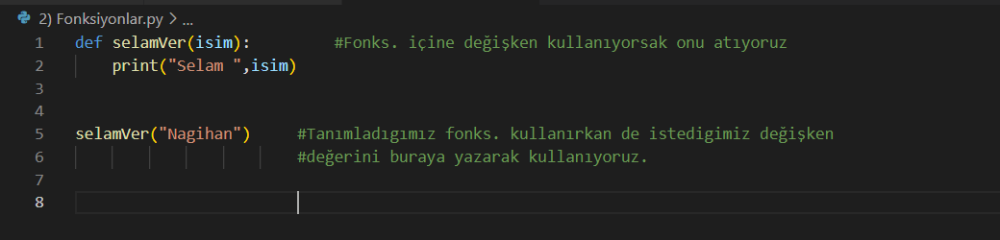 2) Fonksiyonlar.py > ...
1 def selamVer(isim): #Fonks. içine değişken kullanıyorsak onu atıyoruz
2 print("Selam ",isim)
3
4
5 selamVer("Nagihan") #Tanımladıgımız fonks. kullanırkan de istedigimiz değişken
6 #değerini buraya yazarak kullanıyoruz.
7
8